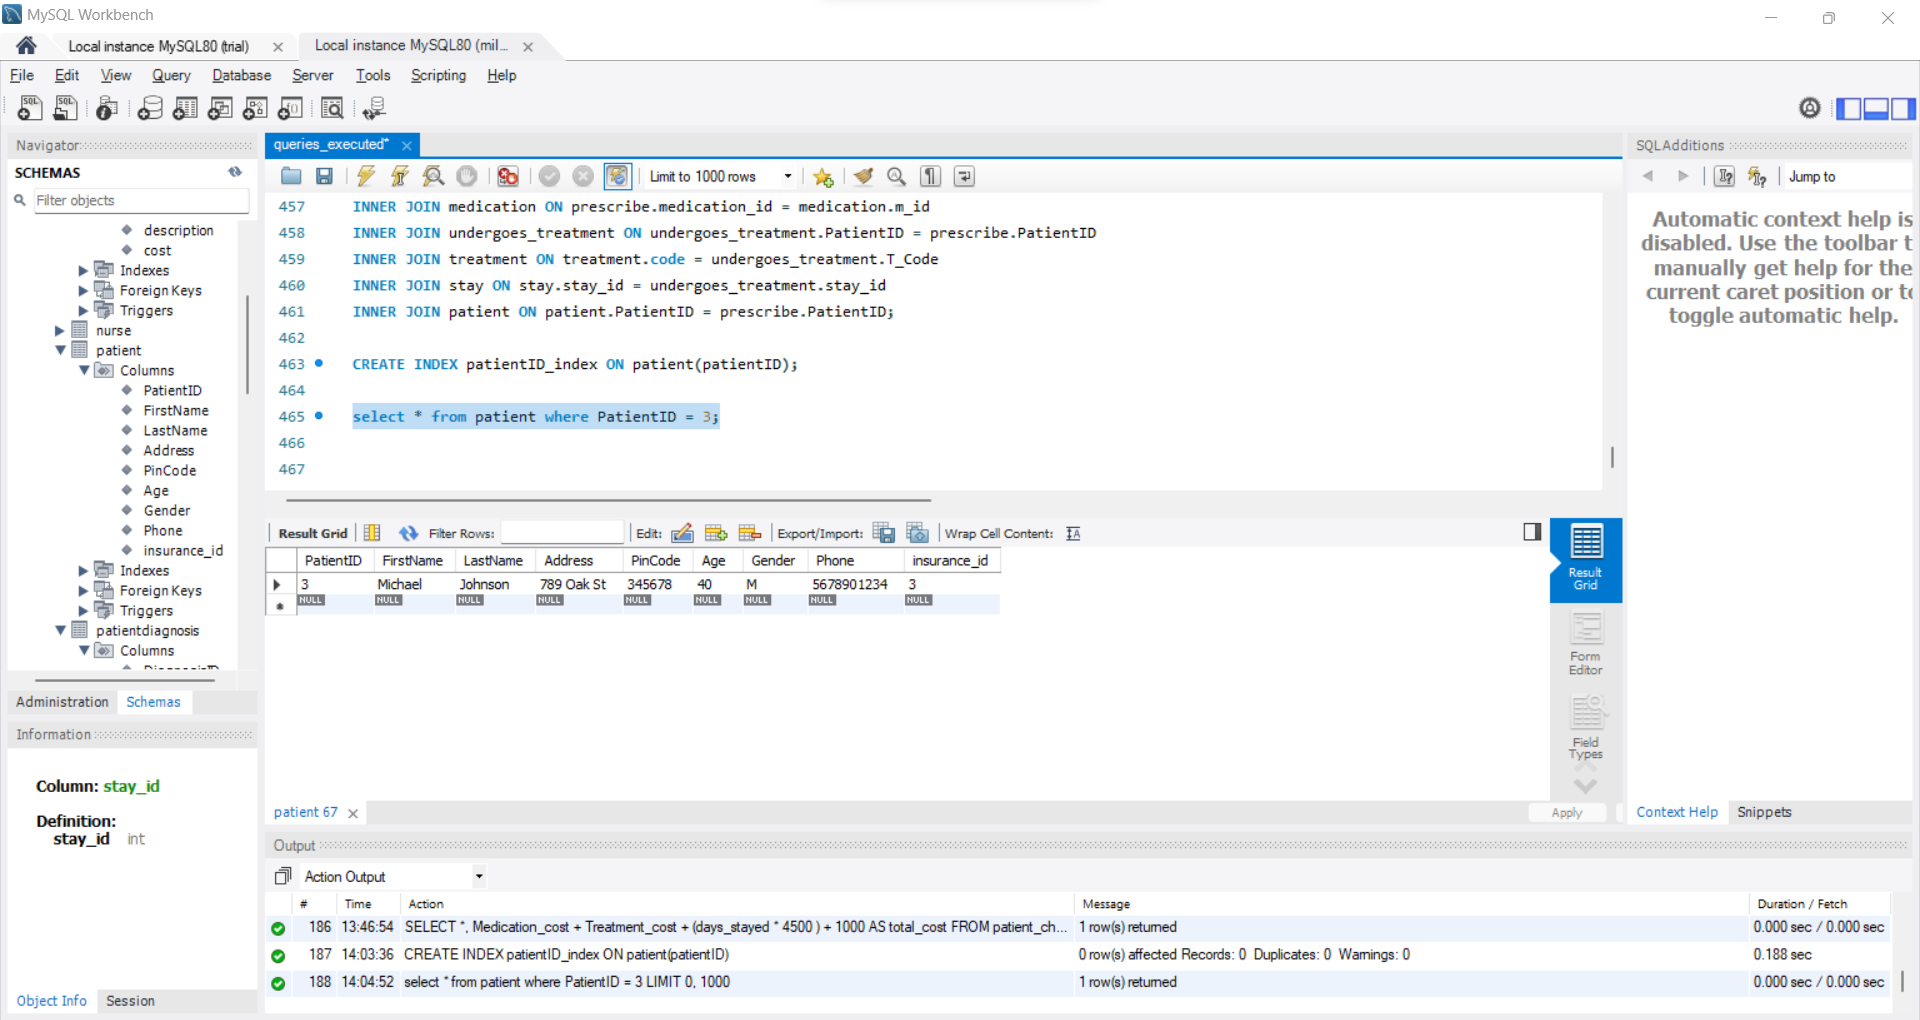 MySQL Workbench
Local instance MySQL80 (trial)
Local instance MySQL80 (mil...
File Edit View Query Database Server Tools Scripting Help
Navigator
SCHEMAS
Filter objects
description
cost
Indexes
Foreign Keys
Triggers
nurse
patient
Columns
PatientID
FirstName
LastName
Address
PinCode
Age
Gender
Phone
insurance_id
Indexes
Foreign Keys
Triggers
patientdiagnosis
Columns
DiagnosisID
Administration Schemas
Information
Column: stay_id
Definition:
stay_id int
Object Info Session
queries_executed*
Limit to 1000 rows
457 INNER JOIN medication ON prescribe.medication_id = medication.m_id
458 INNER JOIN undergoes_treatment ON undergoes_treatment.PatientID = prescribe.PatientID
459 INNER JOIN treatment ON treatment.code = undergoes_treatment.T_Code
460 INNER JOIN stay ON stay.stay_id = undergoes_treatment.stay_id
461 INNER JOIN patient ON patient.PatientID = prescribe.PatientID;
462
463 CREATE INDEX patientID_index ON patient(patientID);
464
465 select * from patient where PatientID = 3;
466
467
Result Grid Filter Rows: Edit: Export/Import: Wrap Cell Content:
PatientID FirstName LastName Address PinCode Age Gender Phone insurance_id
3 Michael Johnson 789 Oak St 345678 40 M 5678901234 3
NULL NULL NULL NULL NULL NULL NULL NULL NULL
Result
Grid
Form
Editor
Field
Types
patient 67
Apply
SQLAdditions
Jump to
Automatic context help is
disabled. Use the toolbar t
manually get help for the
current caret position or to
toggle automatic help.
Context Help Snippets
Output
Action Output
# Time Action Message Duration / Fetch
186 13:46:54 SELECT *, Medication_cost + Treatment_cost + (days_stayed * 4500 ) + 1000 AS total_cost FROM patient_ch... 1 row(s) returned 0.000 sec / 0.000 sec
187 14:03:36 CREATE INDEX patientID_index ON patient(patientID) 0 row(s) affected Records: 0 Duplicates: 0 Warnings: 0 0.188 sec
188 14:04:52 select * from patient where PatientID = 3 LIMIT 0, 1000 1 row(s) returned 0.000 sec / 0.000 sec